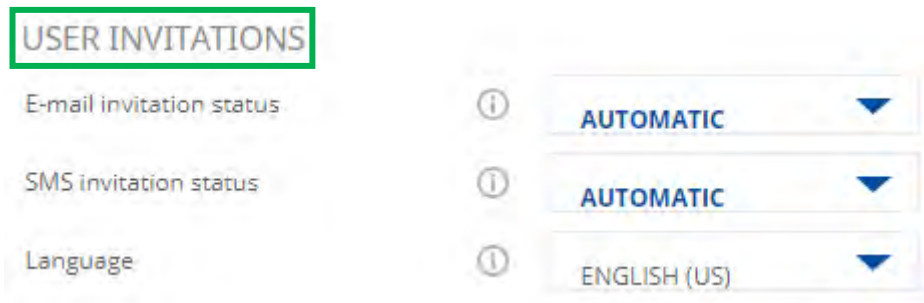 USER INVITATIONS
E-mail invitation status AUTOMATIC
SMS invitation status AUTOMATIC
Language ENGLISH (US)